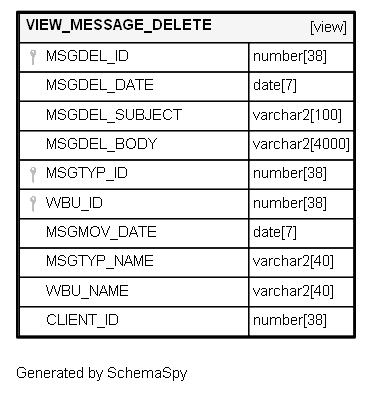 VIEW_MESSAGE_DELETE [view]
MSGDEL_ID number[38]
MSGDEL_DATE date[7]
MSGDEL_SUBJECT varchar2[100]
MSGDEL_BODY varchar2[4000]
MSGTYP_ID number[38]
WBU_ID number[38]
MSGMOV_DATE date[7]
MSGTYP_NAME varchar2[40]
WBU_NAME varchar2[40]
CLIENT_ID number[38]
Generated by SchemaSpy